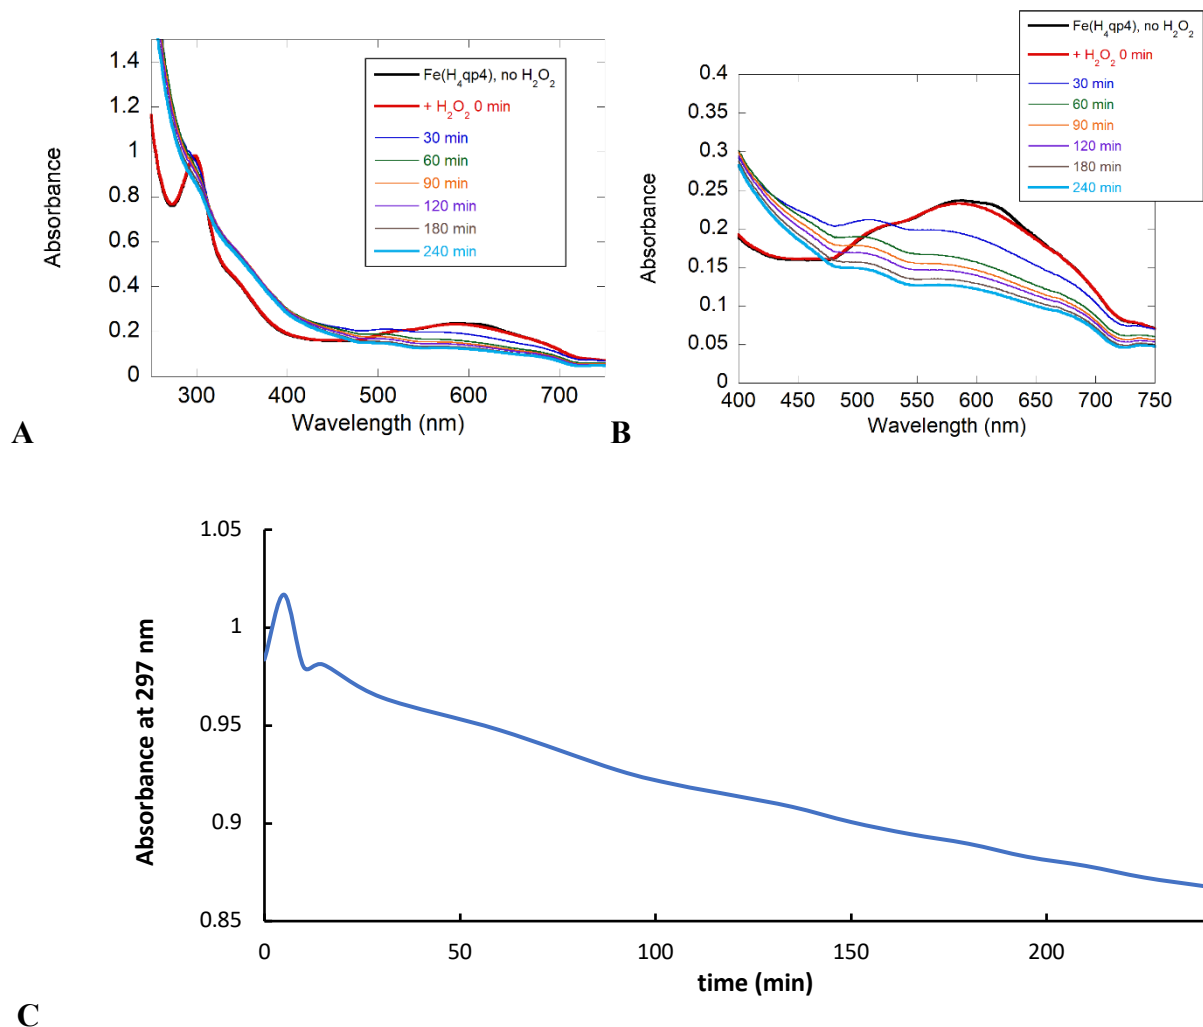 Fe(H4qp4), no H2O2
+ H2O2 0 min
30 min
60 min
90 min
120 min
180 min
240 min
1.4
1.2
1
0.8
0.6
0.4
0.2
0
Absorbance
300 400 500 600 700
Wavelength (nm)
A
Fe(H4qp4), no H2O2
+ H2O2 0 min
30 min
60 min
90 min
120 min
180 min
240 min
0.4
0.35
0.3
0.25
0.2
0.15
0.1
0.05
0
Absorbance
400 450 500 550 600 650 700 750
Wavelength (nm)
B
1.05
1
0.95
0.9
0.85
Absorbance at 297 nm
0 50 100 150 200
time (min)
C